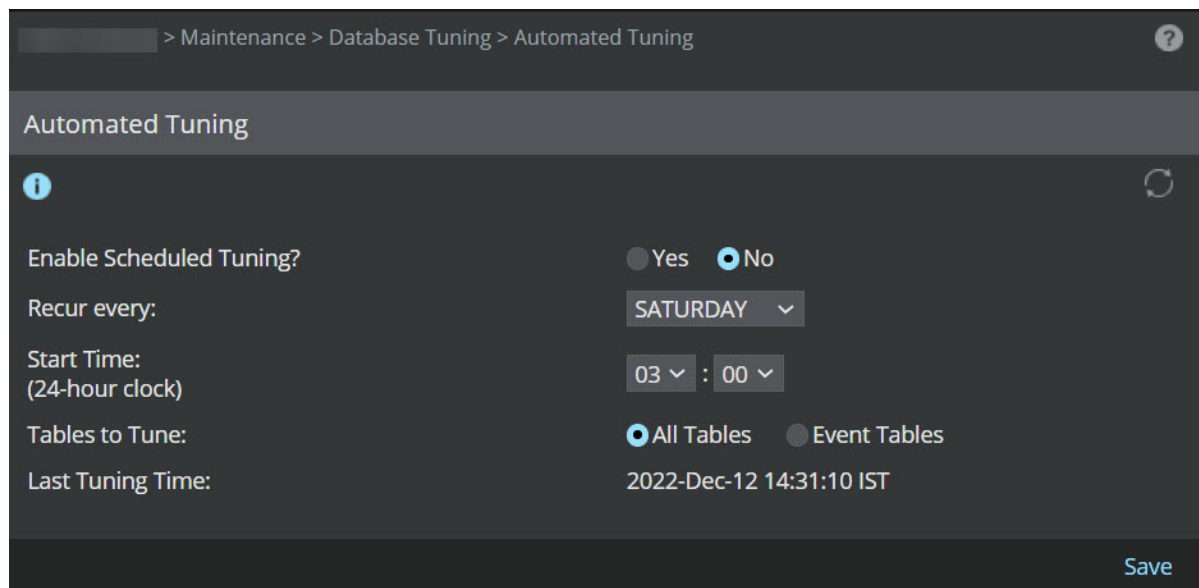 > Maintenance > Database Tuning > Automated Tuning
?
Automated Tuning
i
Enable Scheduled Tuning? Yes No
Recur every: SATURDAY
Start Time: 03 : 00
(24-hour clock)
Tables to Tune: All Tables Event Tables
Last Tuning Time: 2022-Dec-12 14:31:10 IST
Save